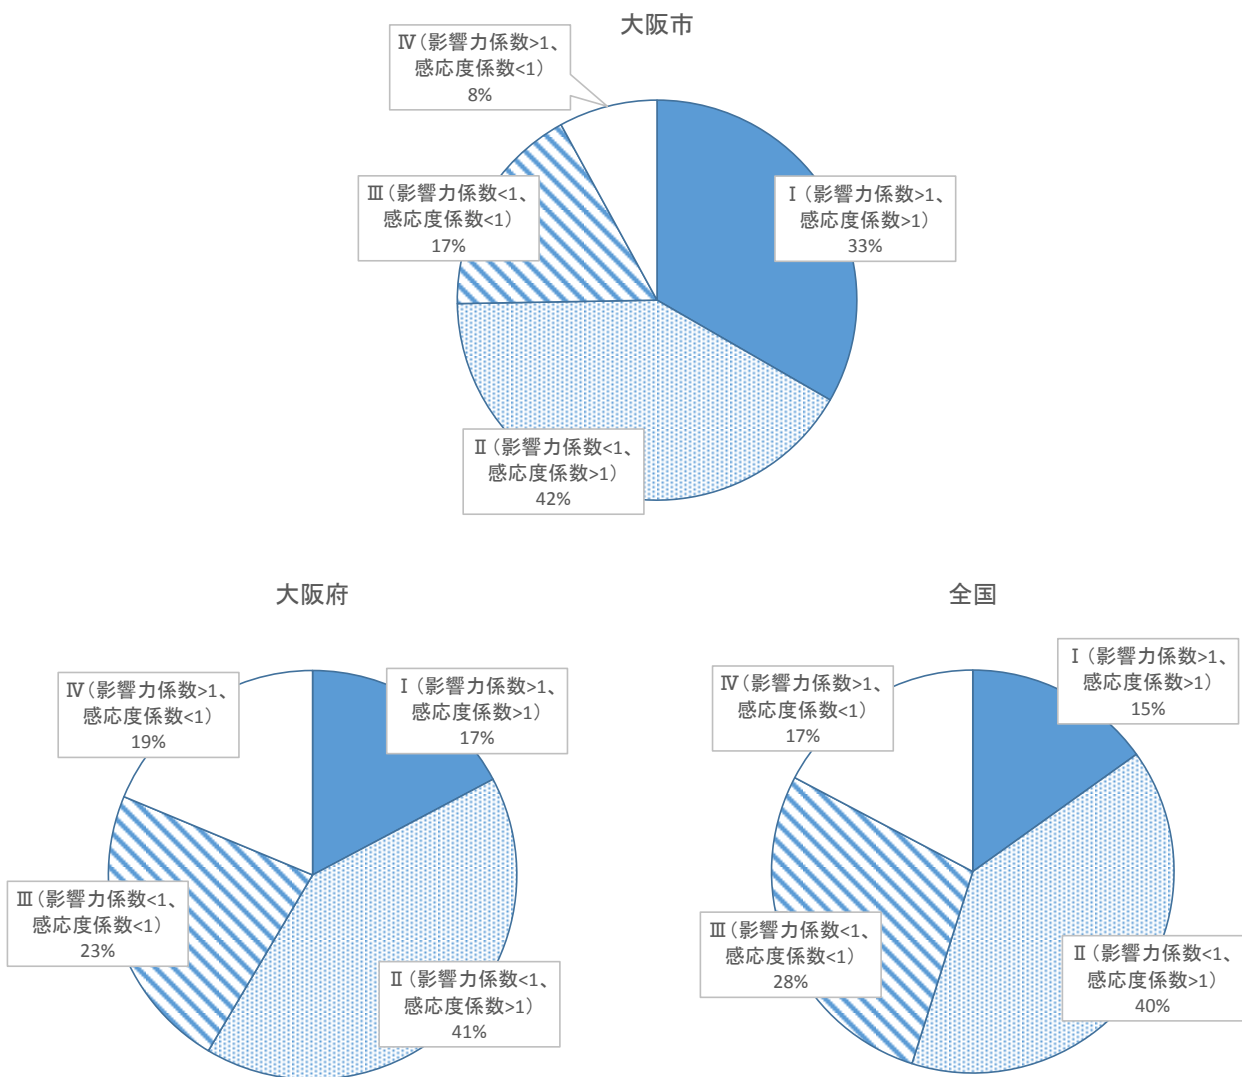 大阪市
Ⅳ（影響力係数>1、
感応度係数<1）
8%
Ⅲ（影響力係数<1、
感応度係数<1）
17%
Ⅰ（影響力係数>1、
感応度係数>1）
33%
Ⅱ（影響力係数<1、
感応度係数>1）
42%
大阪府
Ⅳ（影響力係数>1、
感応度係数<1）
19%
Ⅰ（影響力係数>1、
感応度係数>1）
17%
Ⅲ（影響力係数<1、
感応度係数<1）
23%
Ⅱ（影響力係数<1、
感応度係数>1）
41%
全国
Ⅳ（影響力係数>1、
感応度係数<1）
17%
Ⅰ（影響力係数>1、
感応度係数>1）
15%
Ⅲ（影響力係数<1、
感応度係数<1）
28%
Ⅱ（影響力係数<1、
感応度係数>1）
40%